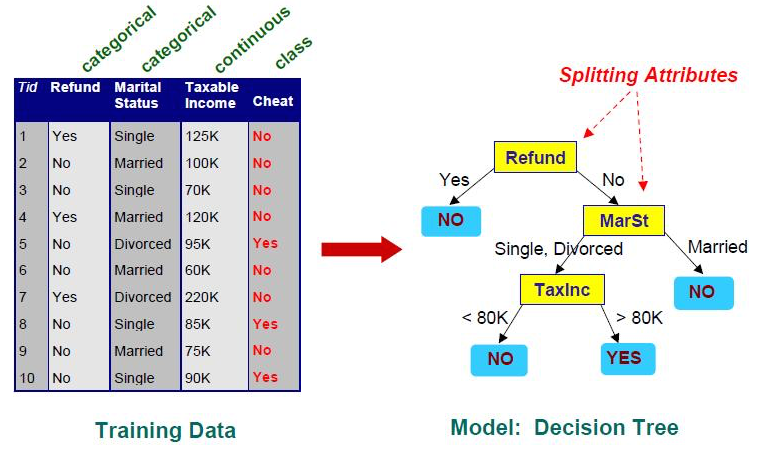 categorical
categorical
continuous
class
Tid Refund Marital Status Taxable Income Cheat
1 Yes Single 125K No
2 No Married 100K No
3 No Single 70K No
4 Yes Married 120K No
5 No Divorced 95K Yes
6 No Married 60K No
7 Yes Divorced 220K No
8 No Single 85K Yes
9 No Married 75K No
10 No Single 90K Yes
Training Data
Splitting Attributes
Refund
Yes
No
NO
MarSt
Single, Divorced
Married
TaxInc
NO
< 80K
> 80K
NO
YES
Model: Decision Tree